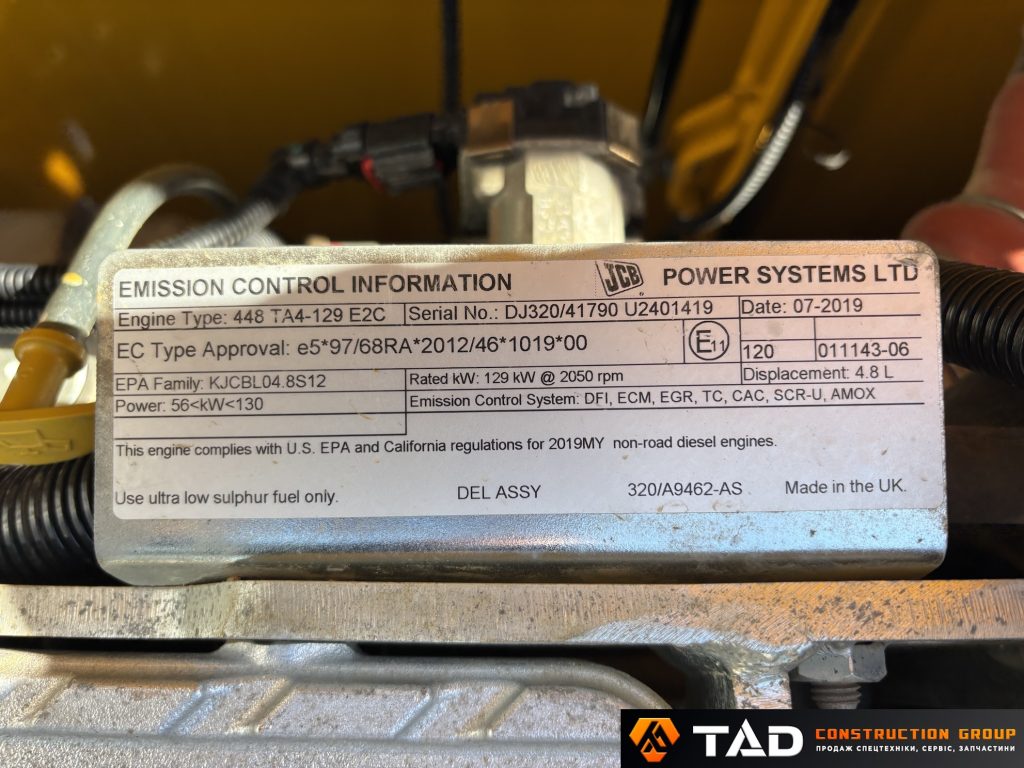 EMISSION CONTROL INFORMATION JCB POWER SYSTEMS LTD
Engine Type: 448 TA4-129 E2C Serial No.: DJ320/41790 U2401419 Date: 07-2019
EC Type Approval: e5*97/68RA*2012/46*1019*00 E11 120 011143-06
EPA Family: KJCBL04.8S12 Rated kW: 129 kW @ 2050 rpm Displacement: 4.8 L
Power: 56<kW<130 Emission Control System: DFI, ECM, EGR, TC, CAC, SCR-U, AMOX
This engine complies with U.S. EPA and California regulations for 2019MY non-road diesel engines.
Use ultra low sulphur fuel only. DEL ASSY 320/A9462-AS Made in the UK.
TAD CONSTRUCTION GROUP
ПРОДАЖ СПЕЦТЕХНІКИ, СЕРВІС, ЗАПЧАСТИНИ